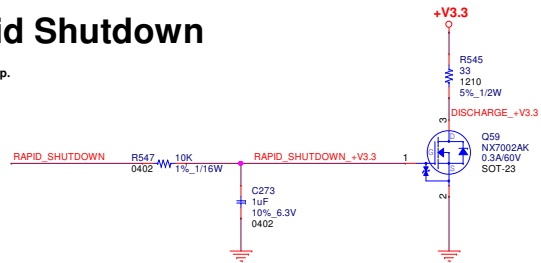 id Shutdown
p.
+V3.3
R545
33
1210
5%_1/2W
3
DISCHARGE_+V3.3
D
Q59
NX7002AK
0.3A/60V
SOT-23
G
S
RAPID_SHUTDOWN
R547
10K
0402
1%_1/16W
RAPID_SHUTDOWN_+V3.3
1
2
C273
1uF
10%_6.3V
0402